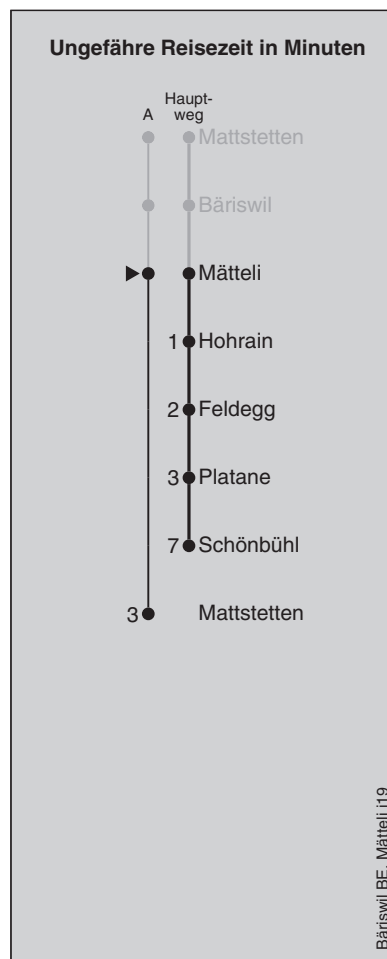 Ungefähre Reisezeit in Minuten
A
Haupt-
weg
Mattstetten
Bäriswil
Mätteli
1 Hohrain
2 Feldegg
3 Platane
7 Schönbühl
3 Mattstetten
Bäriswil BE, Mätteli j19